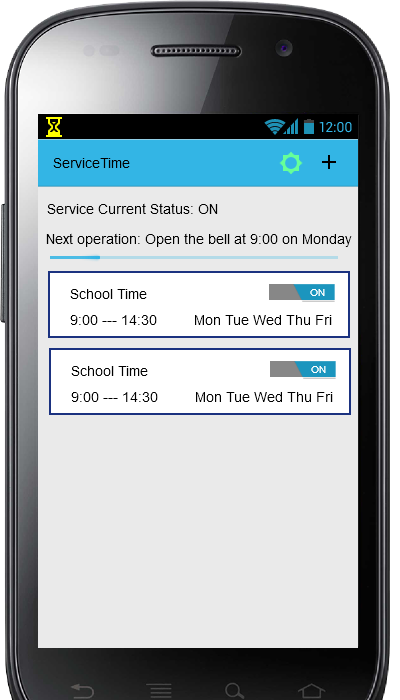 12:00
ServiceTime
Service Current Status: ON
Next operation: Open the bell at 9:00 on Monday
School Time ON
9:00 --- 14:30 Mon Tue Wed Thu Fri
School Time ON
9:00 --- 14:30 Mon Tue Wed Thu Fri